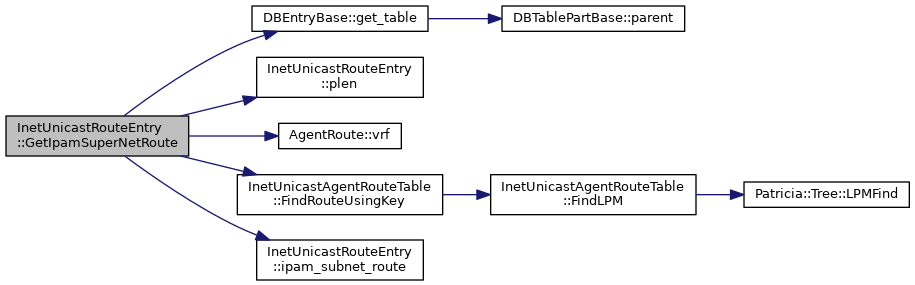 DBEntryBase::get_table
DBTablePartBase::parent
InetUnicastRouteEntry
::plen
InetUnicastRouteEntry
::GetIpamSuperNetRoute
AgentRoute::vrf
InetUnicastAgentRouteTable
::FindRouteUsingKey
InetUnicastAgentRouteTable
::FindLPM
Patricia::Tree::LPMFind
InetUnicastRouteEntry
::ipam_subnet_route